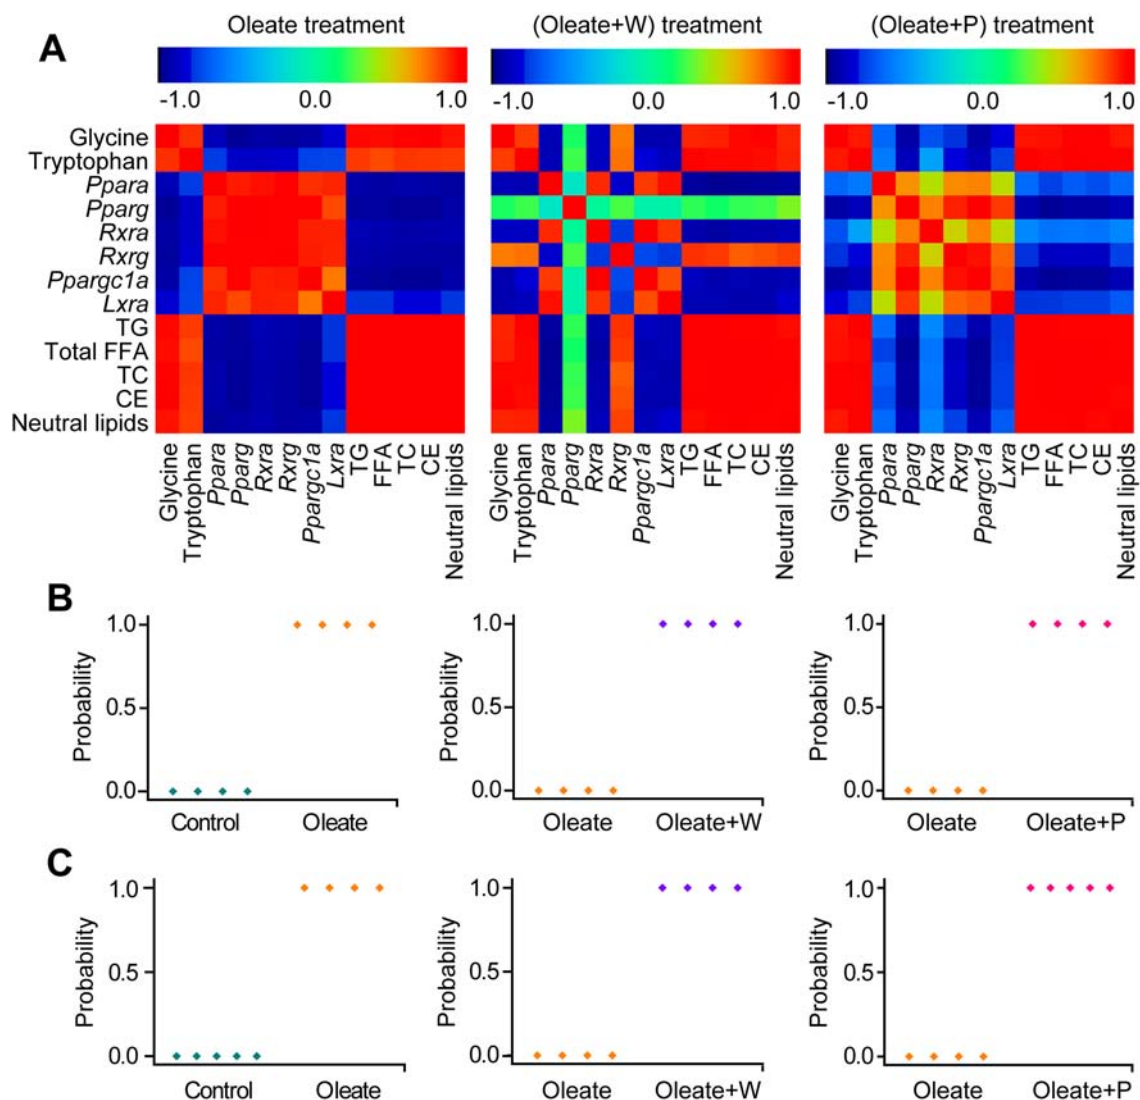 A
Oleate treatment
(Oleate+W) treatment
(Oleate+P) treatment
-1.0 0.0 1.0
-1.0 0.0 1.0
-1.0 0.0 1.0
Glycine
Tryptophan
Ppara
Pparg
Rxra
Rxrg
Ppargc1a
Lxra
TG
Total FFA
TC
CE
Neutral lipids
Glycine
Tryptophan
Ppara
Pparg
Rxra
Rxrg
Ppargc1a
Lxra
TG
FFA
TC
CE
Neutral lipids
Glycine
Tryptophan
Ppara
Pparg
Rxra
Rxrg
Ppargc1a
Lxra
TG
FFA
TC
CE
Neutral lipids
Glycine
Tryptophan
Ppara
Pparg
Rxra
Rxrg
Ppargc1a
Lxra
TG
FFA
TC
CE
Neutral lipids
B
Probability
1.0
0.5
0.0
Control Oleate
Probability
1.0
0.5
0.0
Oleate Oleate+W
Probability
1.0
0.5
0.0
Oleate Oleate+P
C
Probability
1.0
0.5
0.0
Control Oleate
Probability
1.0
0.5
0.0
Oleate Oleate+W
Probability
1.0
0.5
0.0
Oleate Oleate+P